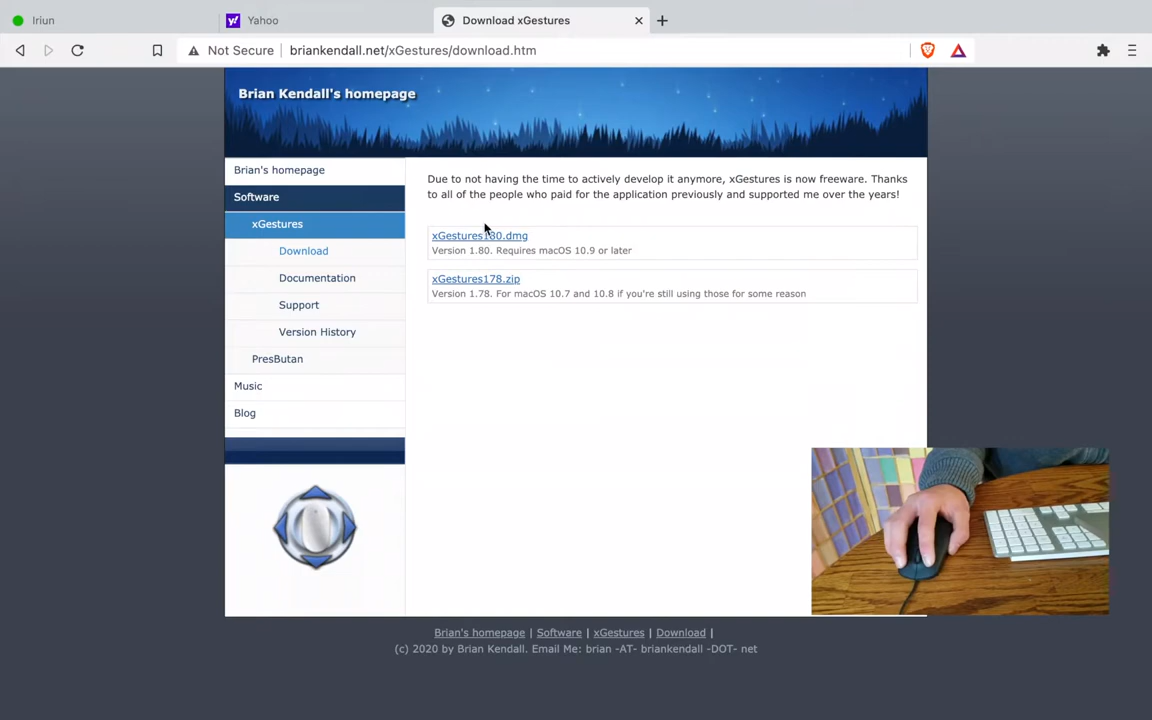 Iriun
Yahoo
Download xGestures
Not Secure
briankendall.net/xGestures/download.htm
Brian Kendall's homepage
Brian's homepage
Software
xGestures
Download
Documentation
Support
Version History
PresButan
Music
Blog
Due to not having the time to actively develop it anymore, xGestures is now freeware. Thanks
to all of the people who paid for the application previously and supported me over the years!
xGestures180.dmg
Version 1.80. Requires macOS 10.9 or later
xGestures178.zip
Version 1.78. For macOS 10.7 and 10.8 if you're still using those for some reason
Brian's homepage | Software | xGestures | Download |
(c) 2020 by Brian Kendall. Email Me: brian -AT- briankendall -DOT- net